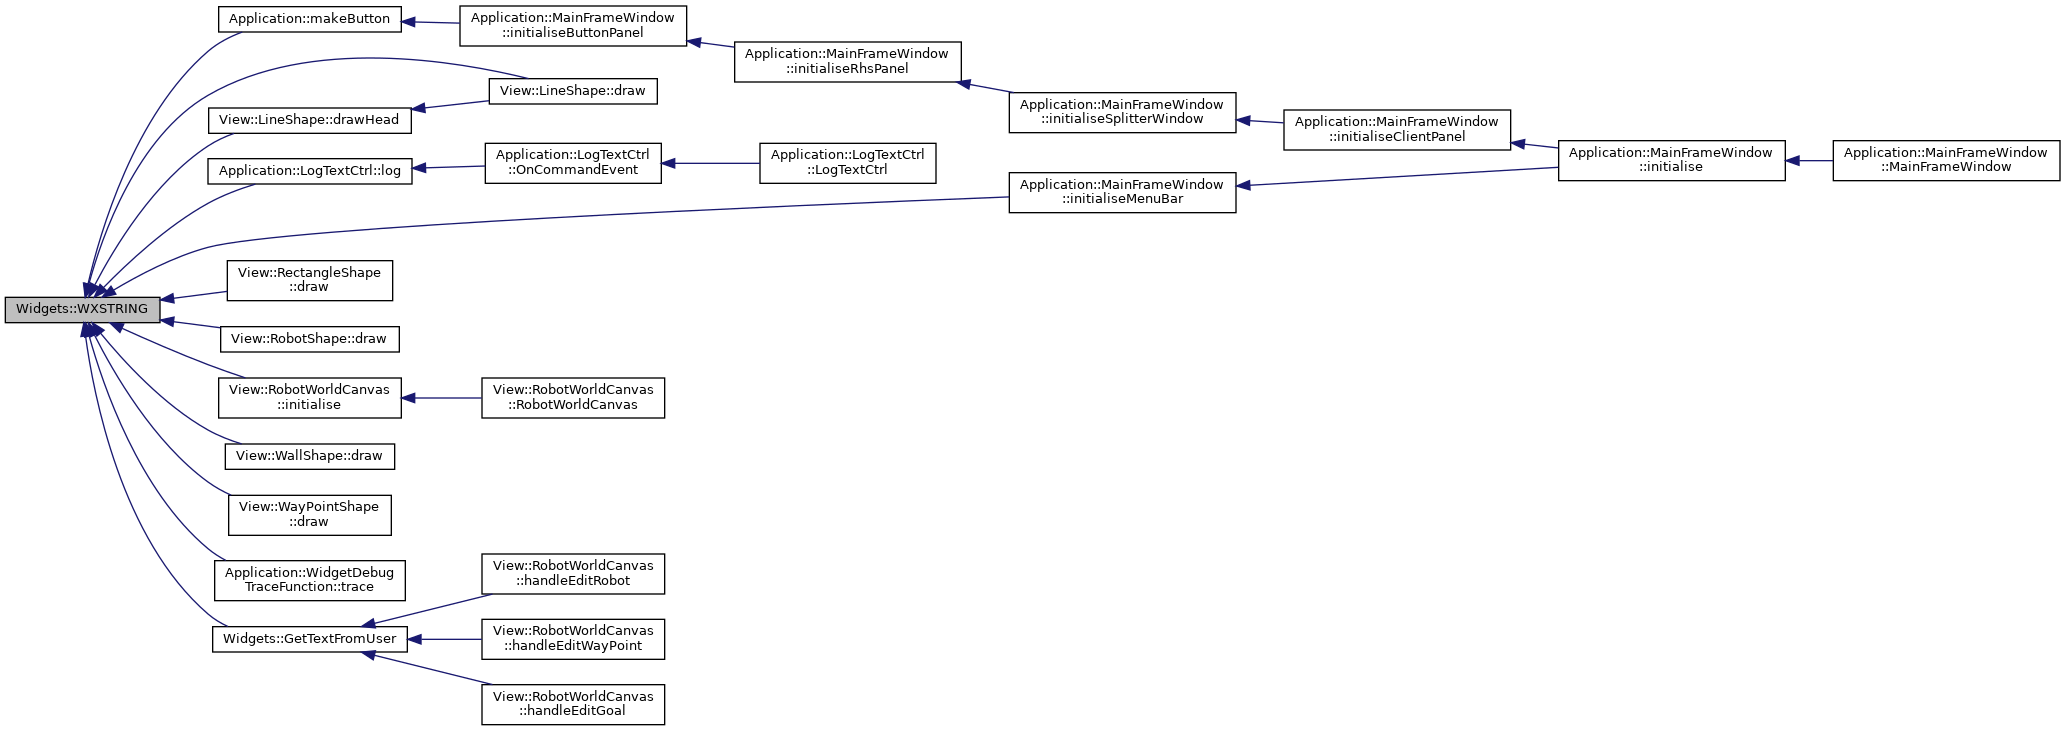 Application::makeButton
Application::MainFrameWindow
::initialiseButtonPanel
Application::MainFrameWindow
::initialiseRhsPanel
View::LineShape::draw
Application::MainFrameWindow
::initialiseSplitterWindow
View::LineShape::drawHead
Application::MainFrameWindow
::initialiseClientPanel
Application::LogTextCtrl::log
Application::LogTextCtrl
::OnCommandEvent
Application::LogTextCtrl
::LogTextCtrl
Application::MainFrameWindow
::initialise
Application::MainFrameWindow
::MainFrameWindow
Application::MainFrameWindow
::initialiseMenuBar
View::RectangleShape
::draw
Widgets::WXSTRING
View::RobotShape::draw
View::RobotWorldCanvas
::initialise
View::RobotWorldCanvas
::RobotWorldCanvas
View::WallShape::draw
View::WayPointShape
::draw
Application::WidgetDebug
TraceFunction::trace
View::RobotWorldCanvas
::handleEditRobot
Widgets::GetTextFromUser
View::RobotWorldCanvas
::handleEditWayPoint
View::RobotWorldCanvas
::handleEditGoal